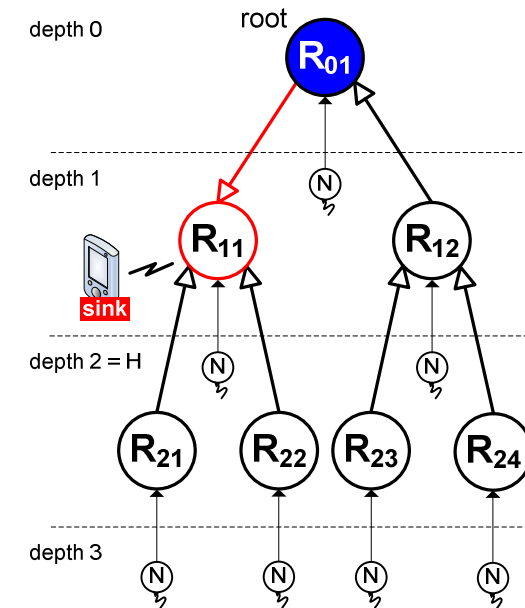 depth 0
root
R01
depth 1
N
R11
R12
sink
depth 2 = H
N
N
R21
R22
R23
R24
depth 3
N
N
N
N